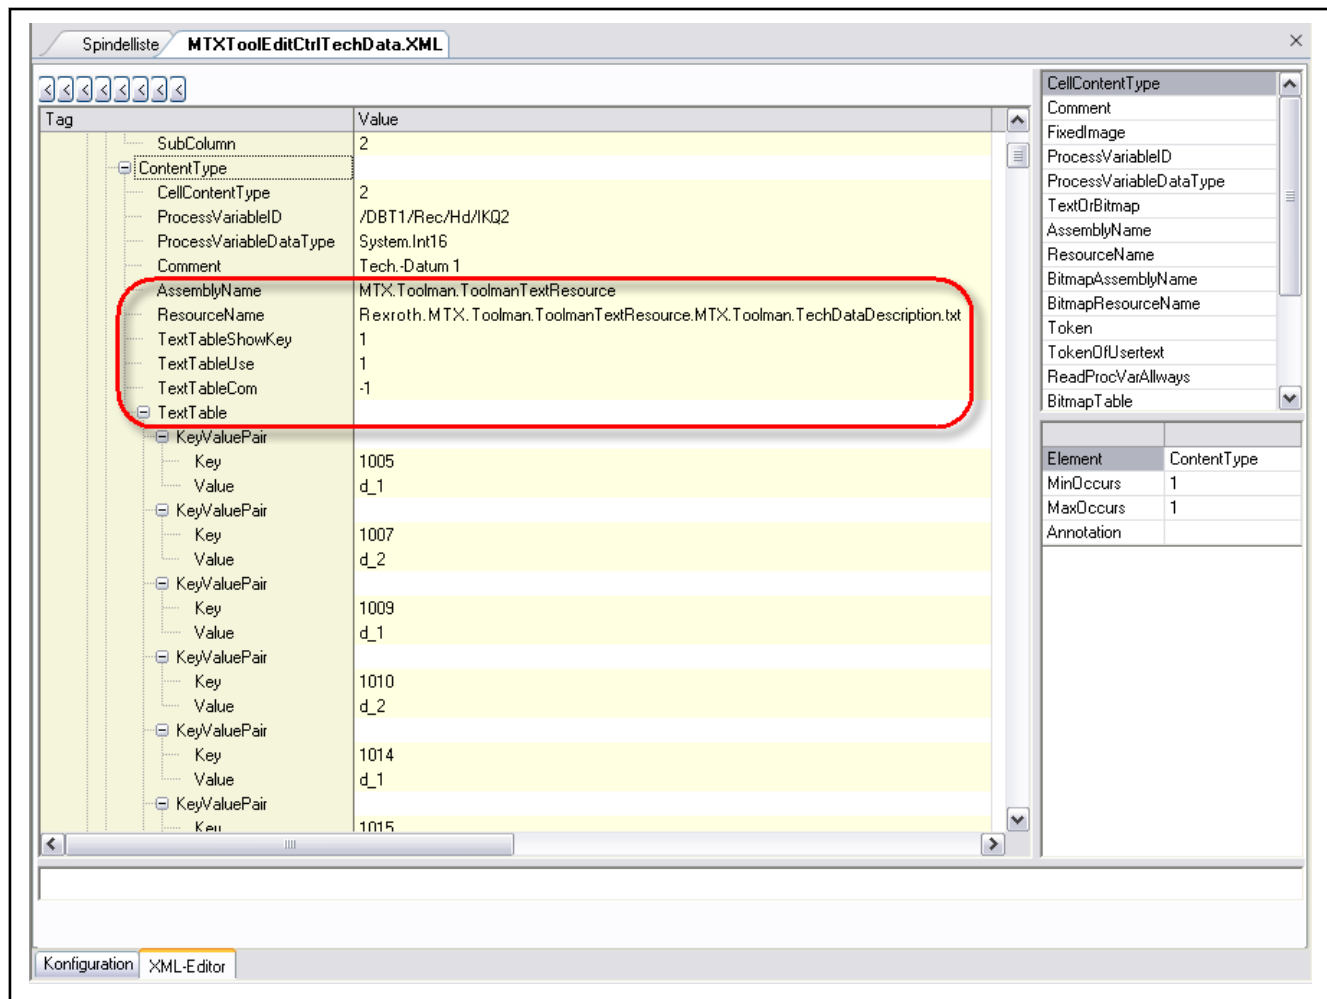 Spindelliste MTXToolEditCtrlTechData.XML
Tag Value
SubColumn 2
ContentType
CellContentType 2
ProcessVariableID /DBT1/Rec/Hd/IKQ2
ProcessVariableDataType System.Int16
Comment Tech.-Datum 1
AssemblyName MTX.Toolman.ToolmanTextResource
ResourceName Rexroth.MTX.Toolman.ToolmanTextResource.MTX.Toolman.TechDataDescription.txt
TextTableShowKey 1
TextTableUse 1
TextTableCom -1
TextTable
KeyValuePair
Key 1005
Value d_1
KeyValuePair
Key 1007
Value d_2
KeyValuePair
Key 1009
Value d_1
KeyValuePair
Key 1010
Value d_2
KeyValuePair
Key 1014
Value d_1
KeyValuePair
Key 1015
CellContentType
Comment
FixedImage
ProcessVariableID
ProcessVariableDataType
TextOrBitmap
AssemblyName
ResourceName
BitmapAssemblyName
BitmapResourceName
Token
TokenOfUsertext
ReadProcVarAllways
BitmapTable
Element ContentType
MinOccurs 1
MaxOccurs 1
Annotation
Konfiguration XML-Editor